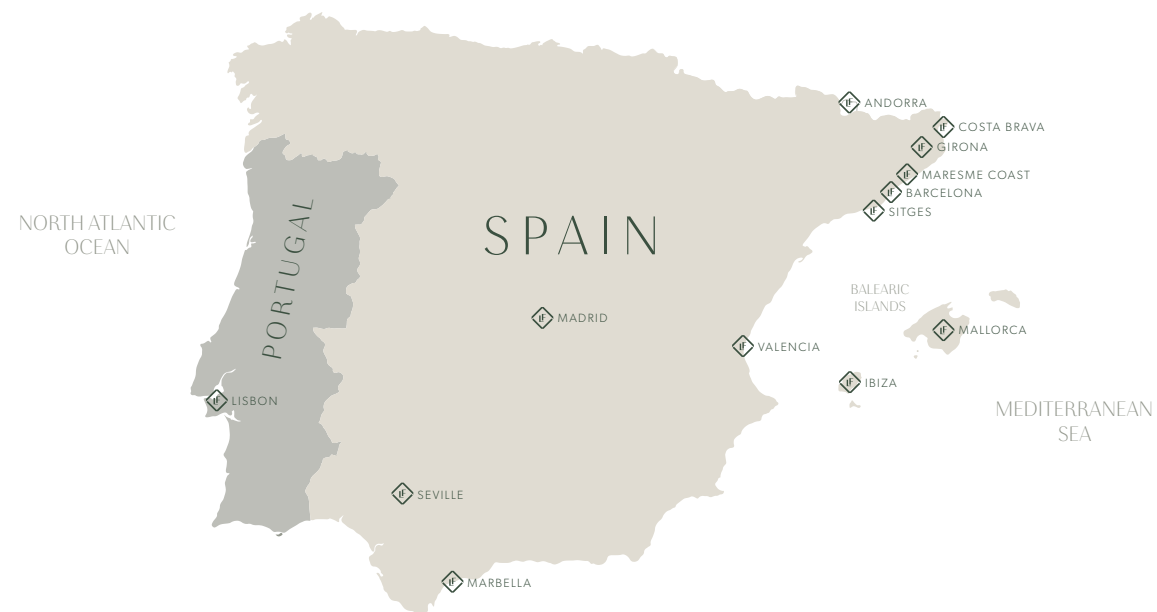 ANDORRA
COSTA BRAVA
GIRONA
MARESME COAST
BARCELONA
SITGES
NORTH ATLANTIC
OCEAN
PORTUGAL
SPAIN
BALEARIC
ISLANDS
MADRID
MALLORCA
VALENCIA
IBIZA
LISBON
MEDITERRANEAN
SEA
SEVILLE
MARBELLA